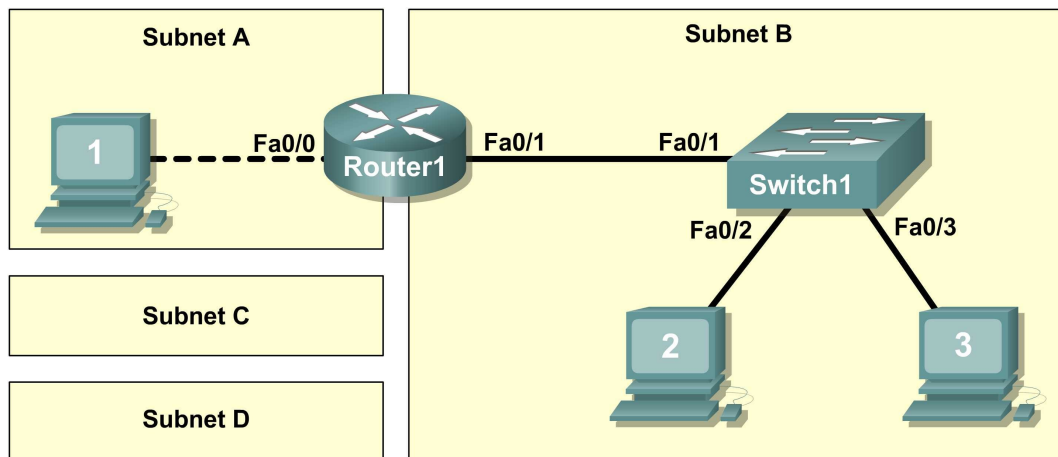 Subnet A
Subnet B
1
Fa0/0
Router1
Fa0/1
Fa0/1
Switch1
Fa0/2
Fa0/3
Subnet C
2
3
Subnet D